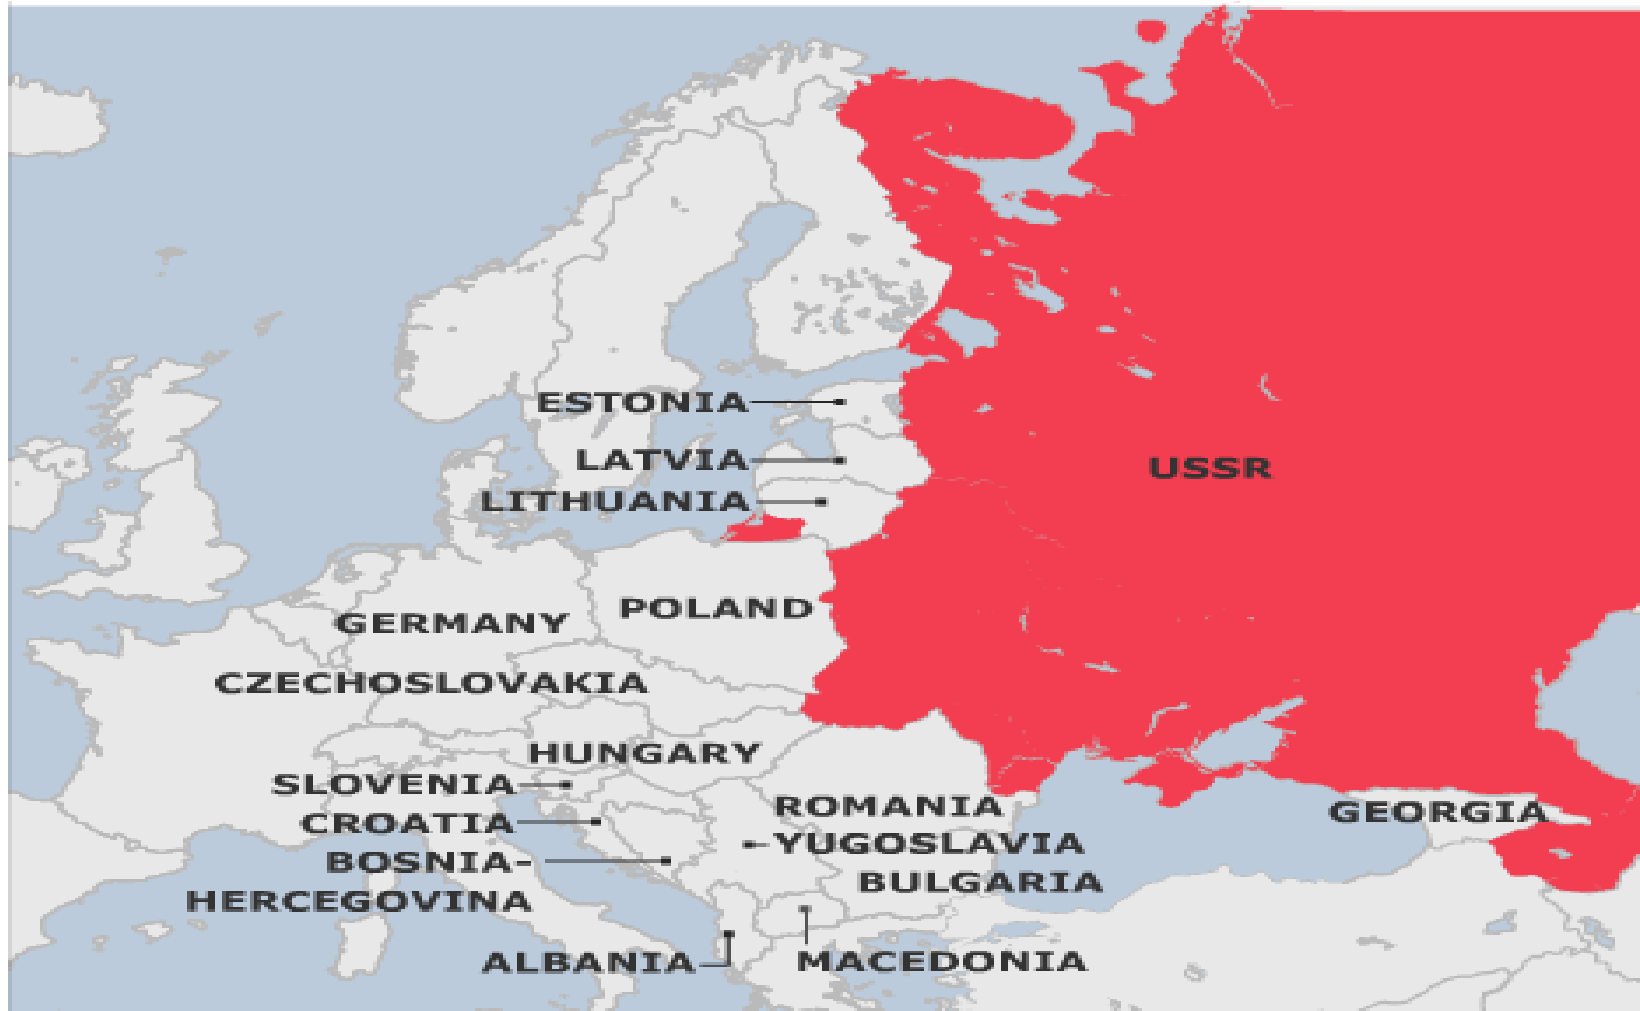 ESTONIA
LATVIA
USSR
LITHUANIA
POLAND
GERMANY
CZECHOSLOVAKIA
HUNGARY
SLOVENIA
ROMANIA
GEORGIA
CROATIA
YUGOSLAVIA
BOSNIA-
HERCEGOVINA
BULGARIA
ALBANIA
MACEDONIA